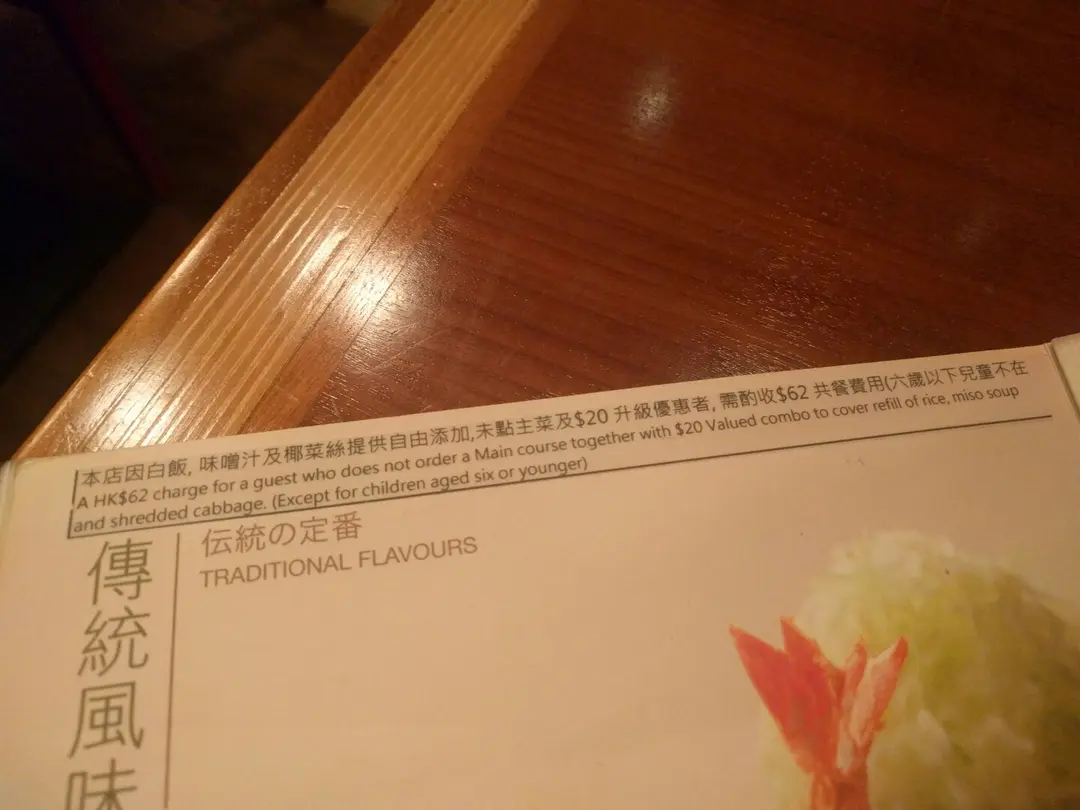 本店因白飯, 味噌汁及椰菜絲提供自由添加,未點主菜及$20 升級優惠者, 需酌收$62 共餐費用(六歲以下兒童不在
A HK$62 charge for a guest who does not order a Main course together with $20 Valued combo to cover refill of rice, miso soup
and shredded cabbage. (Except for children aged six or younger)
傳統風味
伝統の定番
TRADITIONAL FLAVOURS